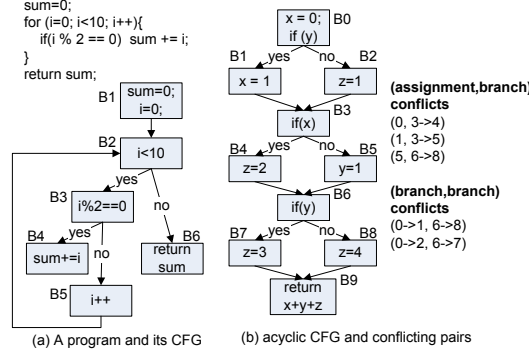 sum=0;
for (i=0; i<10; i++){
if(i % 2 == 0) sum += i;
}
return sum;
B1
sum=0;
i=0;
B2
i<10
yes
no
B3
i%2==0
B4
yes
no
sum+=i
B6
return
sum
B5
i++
(a) A program and its CFG
x = 0;
if (y)
B0
B1
yes
no
B2
x = 1
z=1
B3
if(x)
B4
yes
no
B5
z=2
y=1
B6
if(y)
B7
yes
no
B8
z=3
z=4
B9
return
x+y+z
(assignment,branch)
conflicts
(0, 3->4)
(1, 3->5)
(5, 6->8)
(branch,branch)
conflicts
(0->1, 6->8)
(0->2, 6->7)
(b) acyclic CFG and conflicting pairs